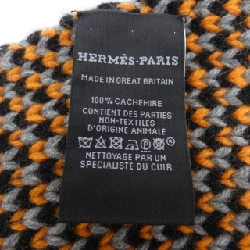 HERMÈS-PARIS
MADE IN GREAT BRITAIN
100% CACHEMIRE
CONTIENT DES PARTIES
NON-TEXTILES
D'ORIGINE ANIMALE
NETTOYAGE PAR UN
SPECIALISTE DU CUIR